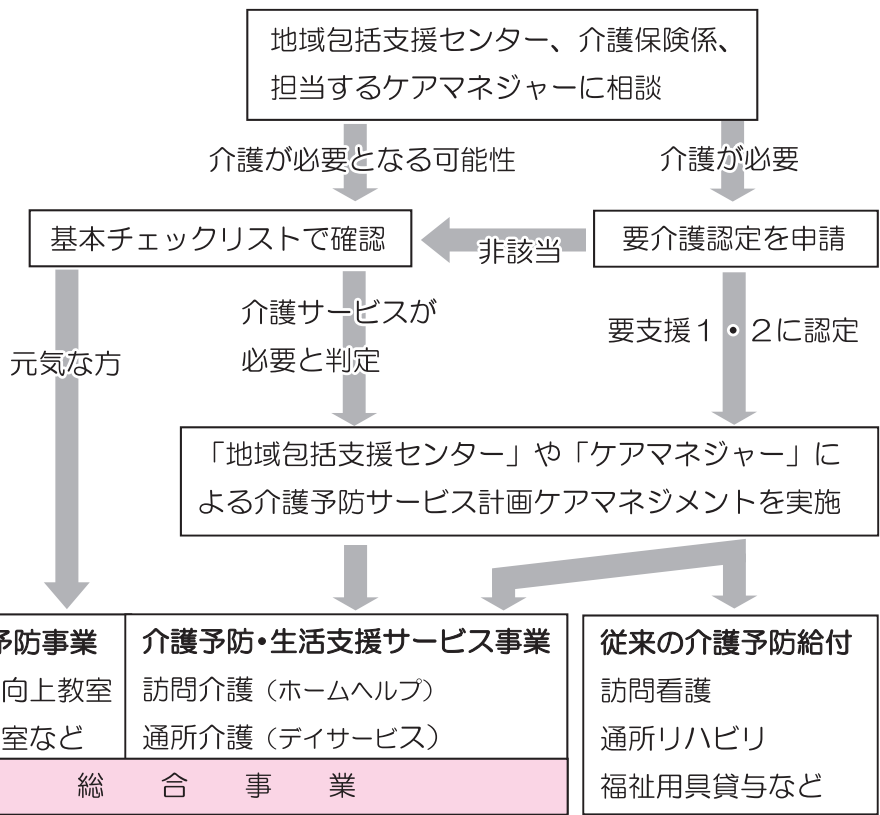 地域包括支援センター、介護保険係、
担当するケアマネジャーに相談
介護が必要となる可能性
介護が必要
基本チェックリストで確認
非該当
要介護認定を申請
介護サービスが
必要と判定
要支援1・2に認定
元気な方
「地域包括支援センター」や「ケアマネジャー」に
よる介護予防サービス計画ケアマネジメントを実施
予防事業
向上教室
室など
介護予防・生活支援サービス事業
訪問介護（ホームヘルプ）
通所介護（デイサービス）
総合事業
従来の介護予防給付
訪問看護
通所リハビリ
福祉用具貸与など